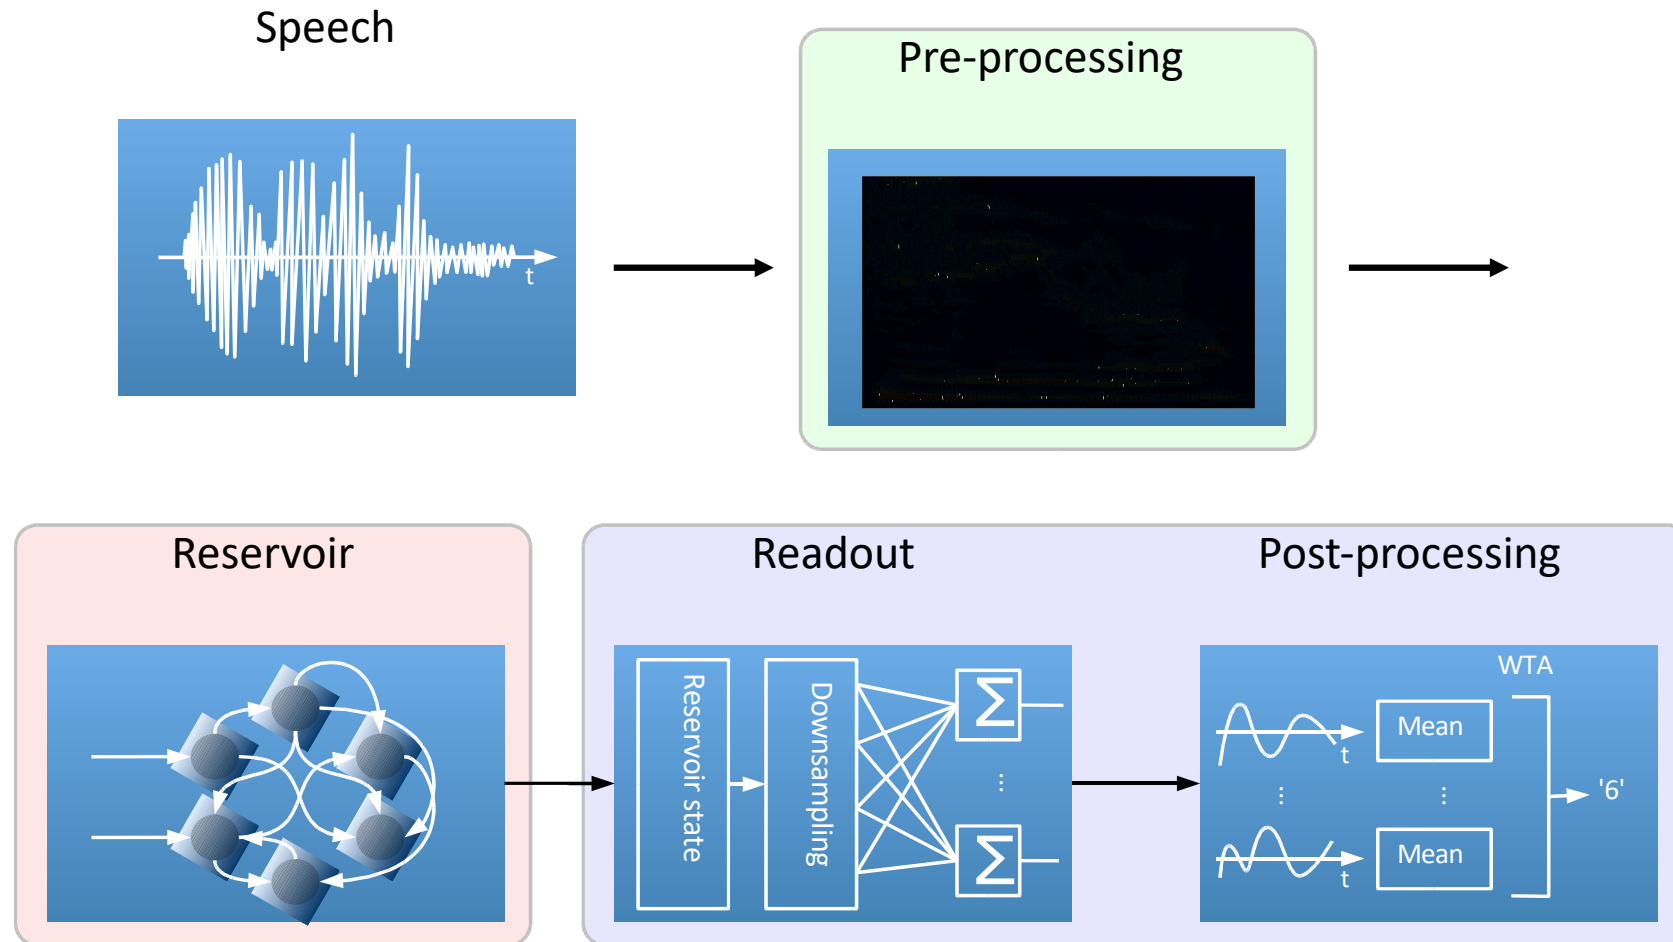 Speech
Pre-processing
t
Reservoir
Readout
Post-processing
Reservoir state
Downsampling
Σ
...
Σ
WTA
t
Mean
...
...
'6'
t
Mean